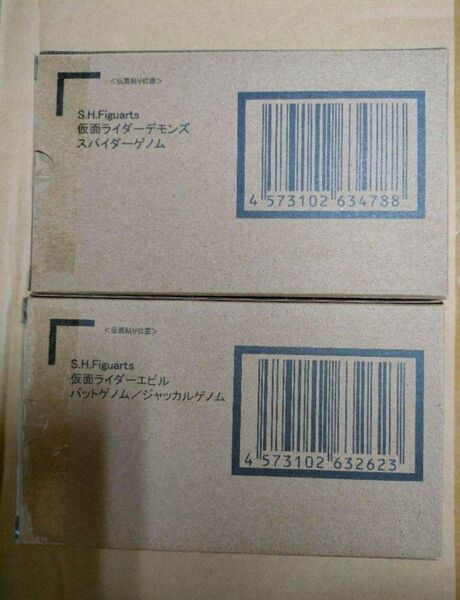 <伝票貼り位置>
S.H.Figuarts
仮面ライダーデモンズ
スパイダーゲノム
4 573102 634788
<伝票貼り位置>
S.H.Figuarts
仮面ライダーエビル
バットゲノム／ジャッカルゲノム
4 573102 632623